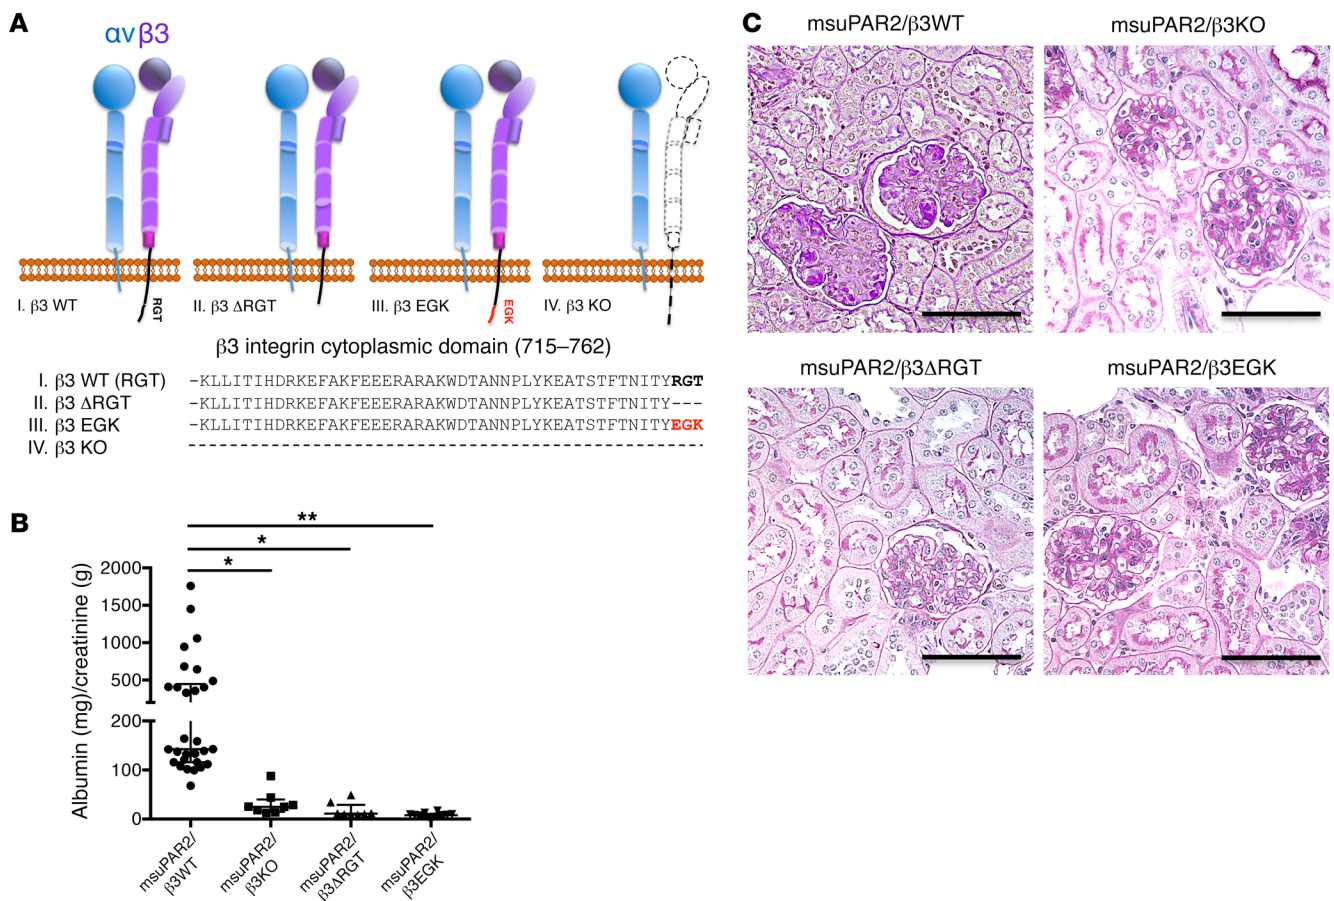 A
αvβ3
I. β3 WT
RGT
II. β3 ΔRGT
III. β3 EGK
EGK
IV. β3 KO
β3 integrin cytoplasmic domain (715–762)
I. β3 WT (RGT) –KLLITIHDRKEFAKFEEERARAKWDTANNPLYKEATSTFTNITYRGT
II. β3 ΔRGT –KLLITIHDRKEFAKFEEERARAKWDTANNPLYKEATSTFTNITY---
III. β3 EGK –KLLITIHDRKEFAKFEEERARAKWDTANNPLYKEATSTFTNITYEGK
IV. β3 KO ------------------------------------------------
B
**
*
*
Albumin (mg)/creatinine (g)
2000
1500
1000
500
200
100
0
msuPAR2/
β3WT
msuPAR2/
β3KO
msuPAR2/
β3ΔRGT
msuPAR2/
β3EGK
C
msuPAR2/β3WT
msuPAR2/β3KO
msuPAR2/β3ΔRGT
msuPAR2/β3EGK